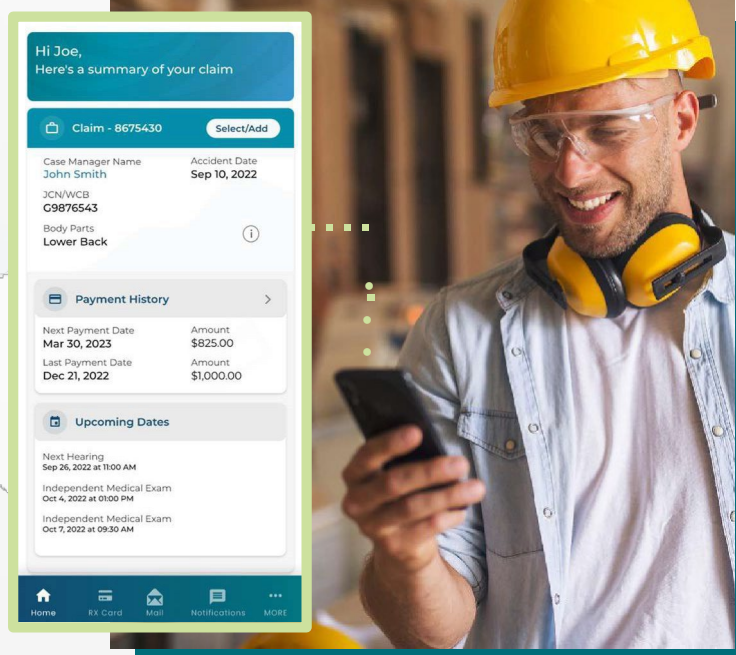 Hi Joe,
Here's a summary of your claim
Claim - 8675430
Select/Add
Case Manager Name
John Smith
Accident Date
Sep 10, 2022
JCN/WCB
G9876543
Body Parts
Lower Back
Payment History
Next Payment Date
Mar 30, 2023
Amount
$825.00
Last Payment Date
Dec 21, 2022
Amount
$1,000.00
Upcoming Dates
Next Hearing
Sep 26, 2022 at 11:00 AM
Independent Medical Exam
Oct 4, 2022 at 01:00 PM
Independent Medical Exam
Oct 7, 2022 at 09:30 AM
Home
RX Card
Mail
Notifications
MORE